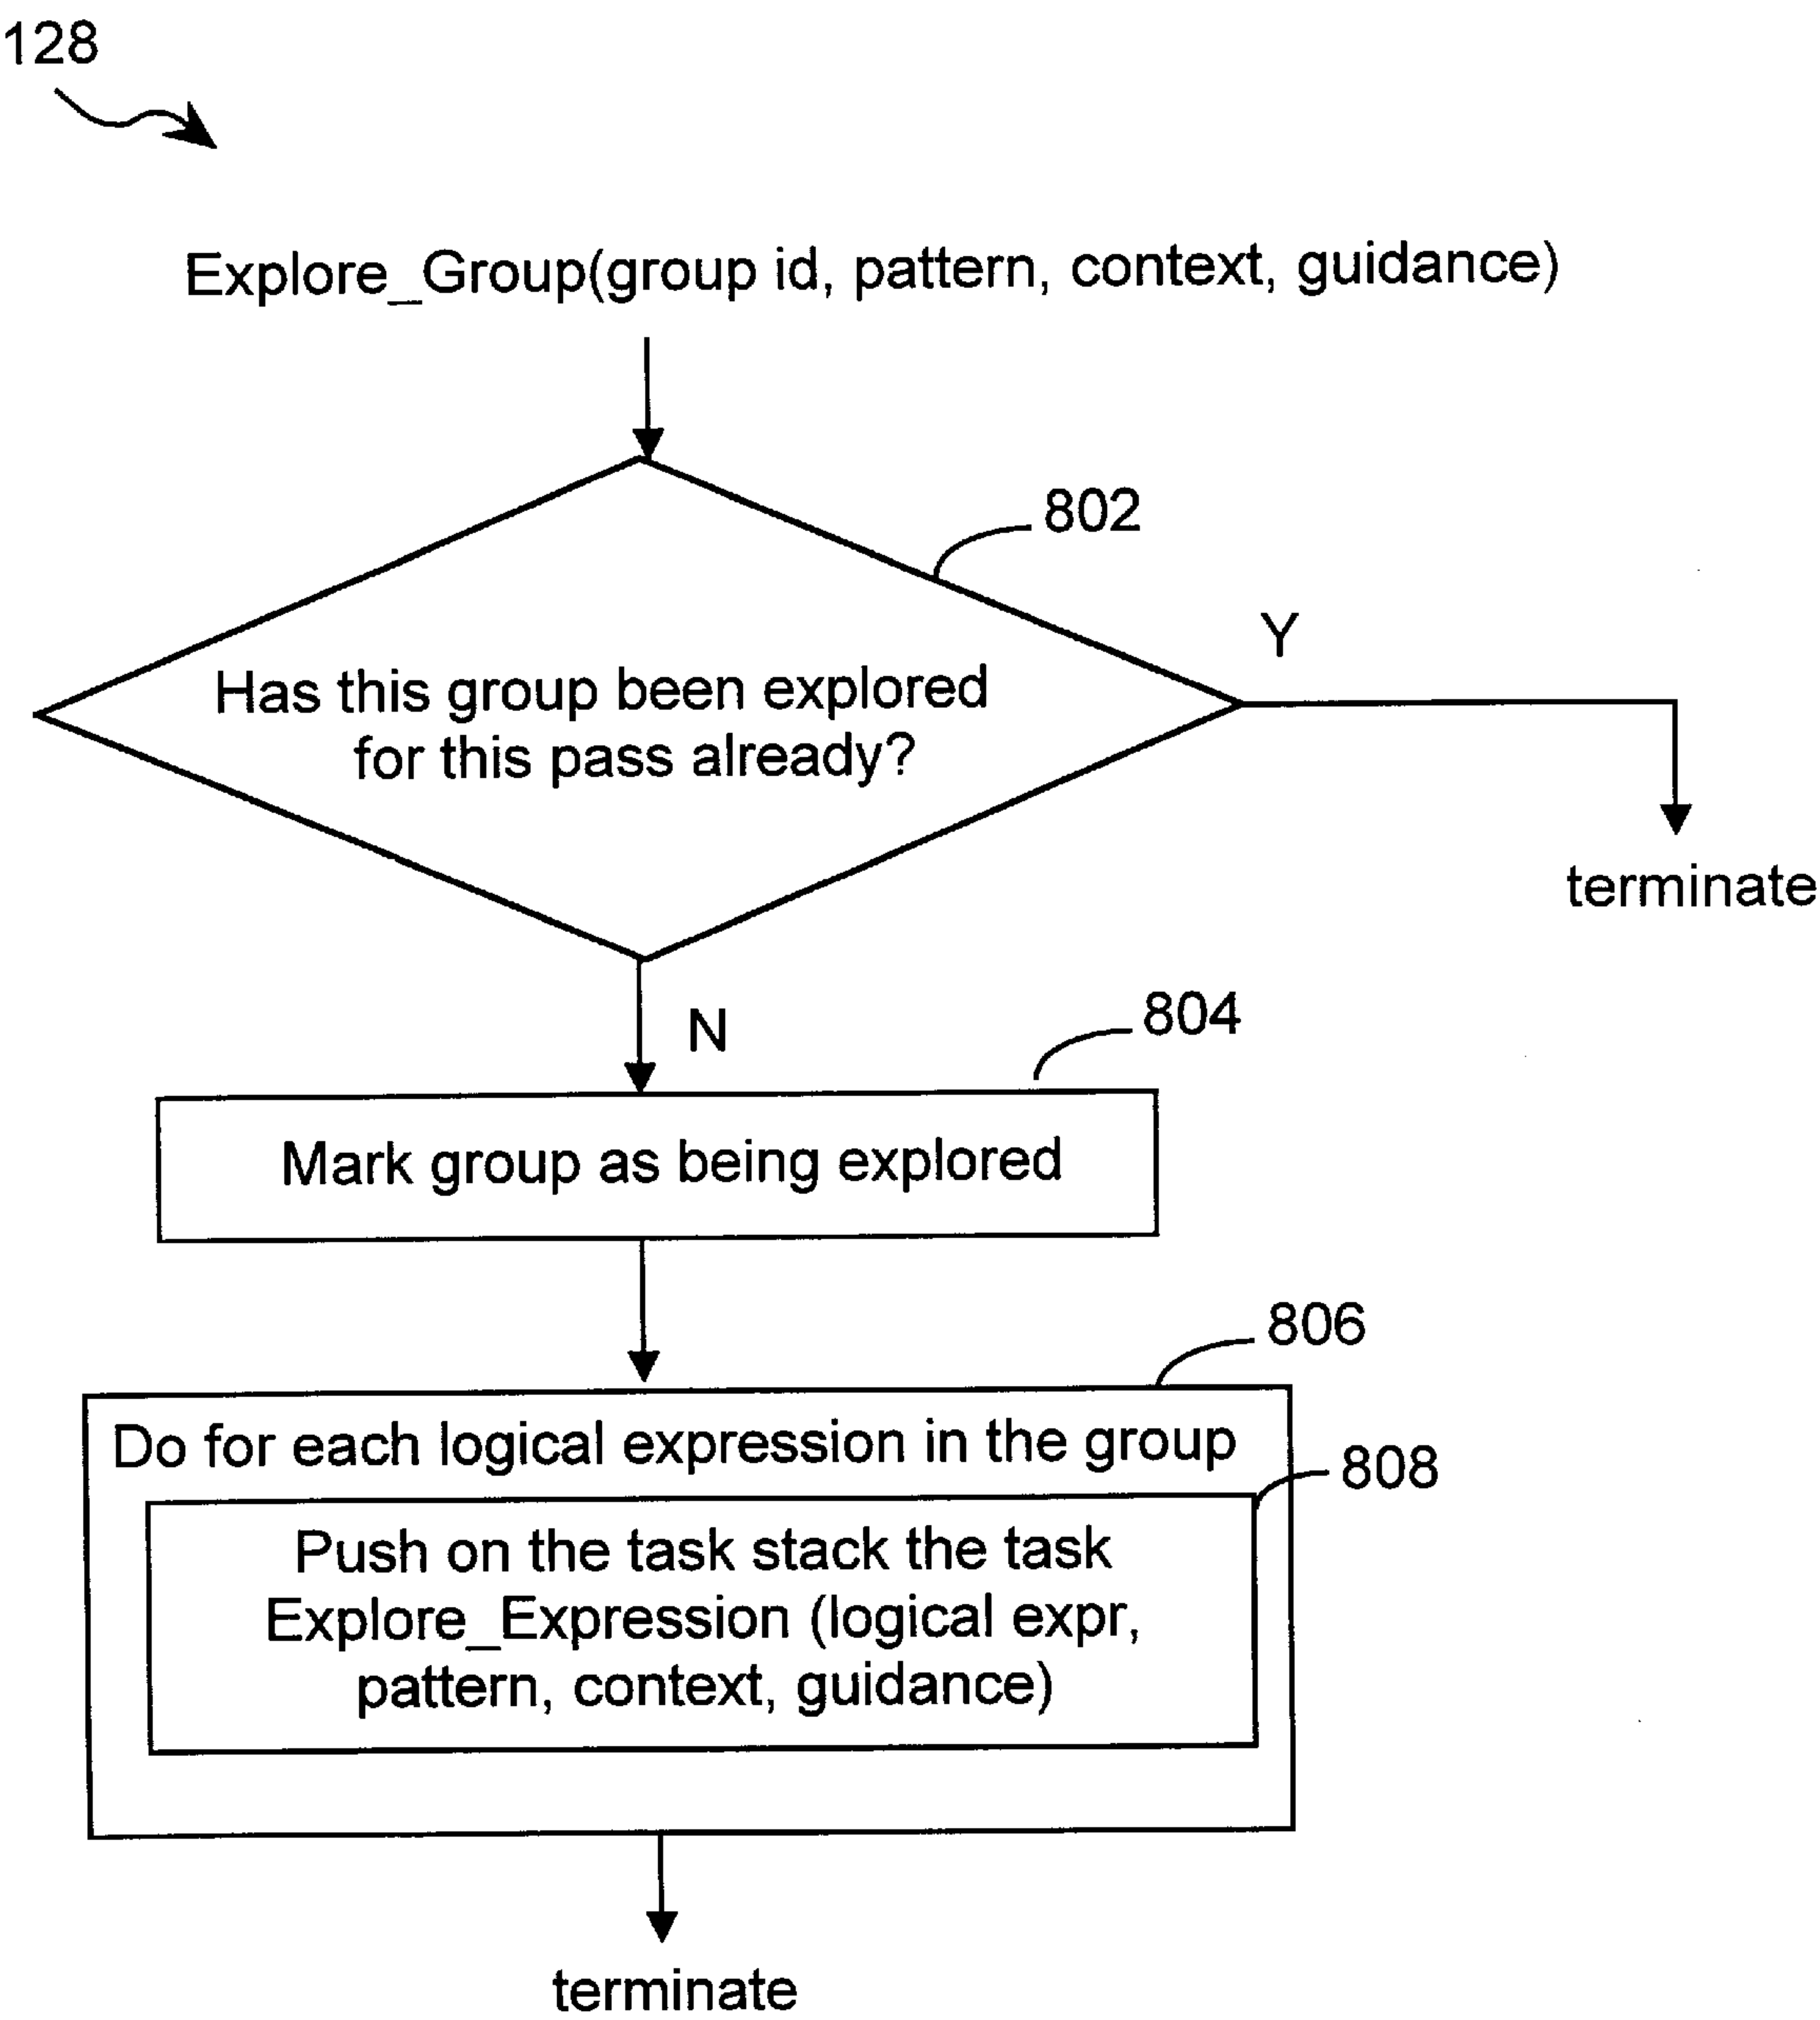 128
Explore_Group(group id, pattern, context, guidance)
802
Y
Has this group been explored
for this pass already?
terminate
N
804
Mark group as being explored
806
Do for each logical expression in the group
808
Push on the task stack the task
Explore_Expression (logical expr,
pattern, context, guidance)
terminate